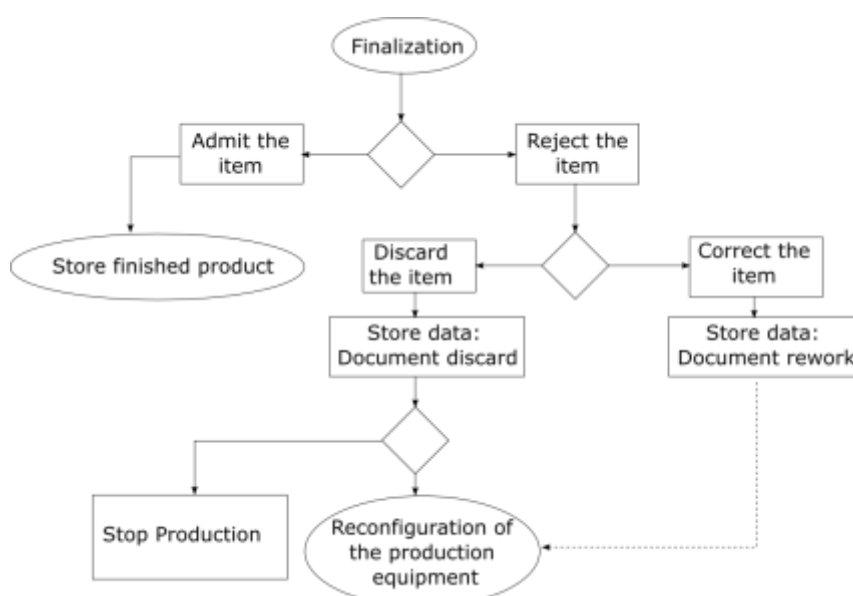 Finalization
Admit the
item
Reject the
item
Store finished product
Discard
the item
Correct the
item
Store data:
Document discard
Store data:
Document rework
Stop Production
Reconfiguration of
the production
equipment